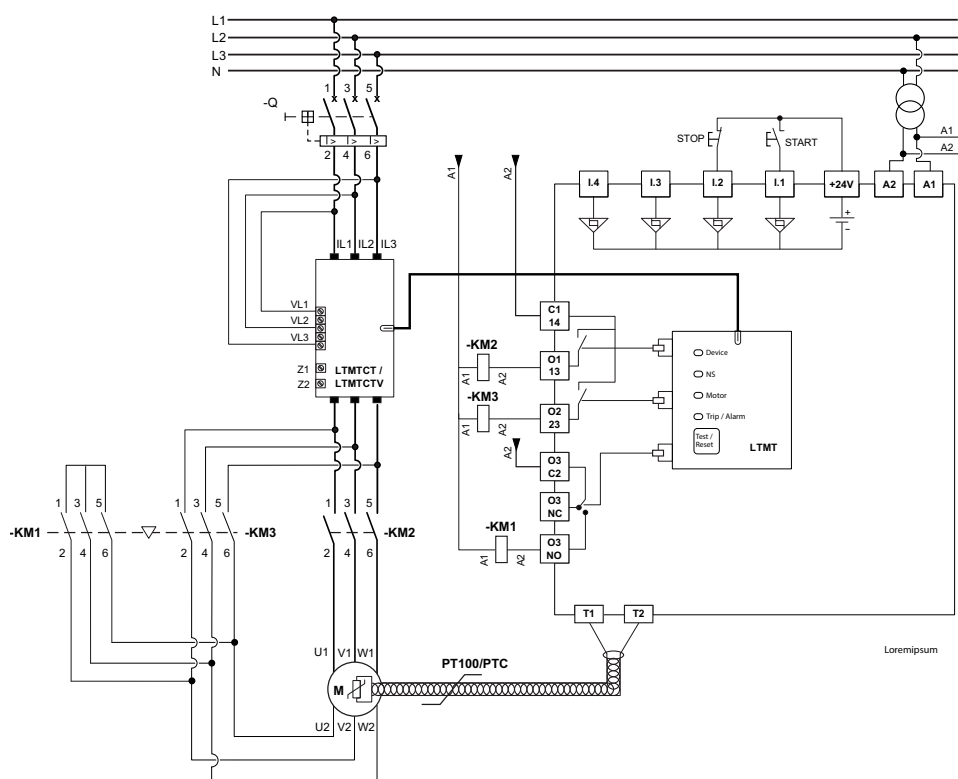 L1
L2
L3
N
1 3 5
-Q
I> I> I>
2 4 6
A1
A2
STOP
START
A1 A2
I.4 I.3 I.2 I.1 +24V A2 A1
+
−
IL1 IL2 IL3
VL1
VL2
VL3
Z1
Z2
LTMTCT /
LTMTCTV
C1
14
-KM2
A1 A2
O1
13
-KM3
A1 A2
O2
23
A2
O3
C2
O3
NC
-KM1
A1 A2
O3
NO
Device
NS
Motor
Trip / Alarm
Test /
Reset
LTMT
1 3 5
1 3 5
1 3 5
-KM1
-KM3
-KM2
2 4 6
2 4 6
2 4 6
T1 T2
U1 V1 W1
M
PT100/PTC
U2 V2 W2
Loremipsum